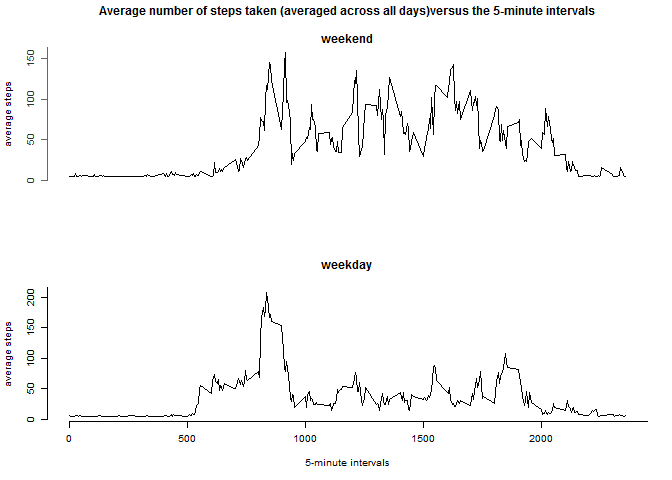 Average number of steps taken (averaged across all days)versus the 5-minute intervals
weekend
average steps
150
100
50
0
weekday
average steps
200
150
100
50
0
0 500 1000 1500 2000
5-minute intervals